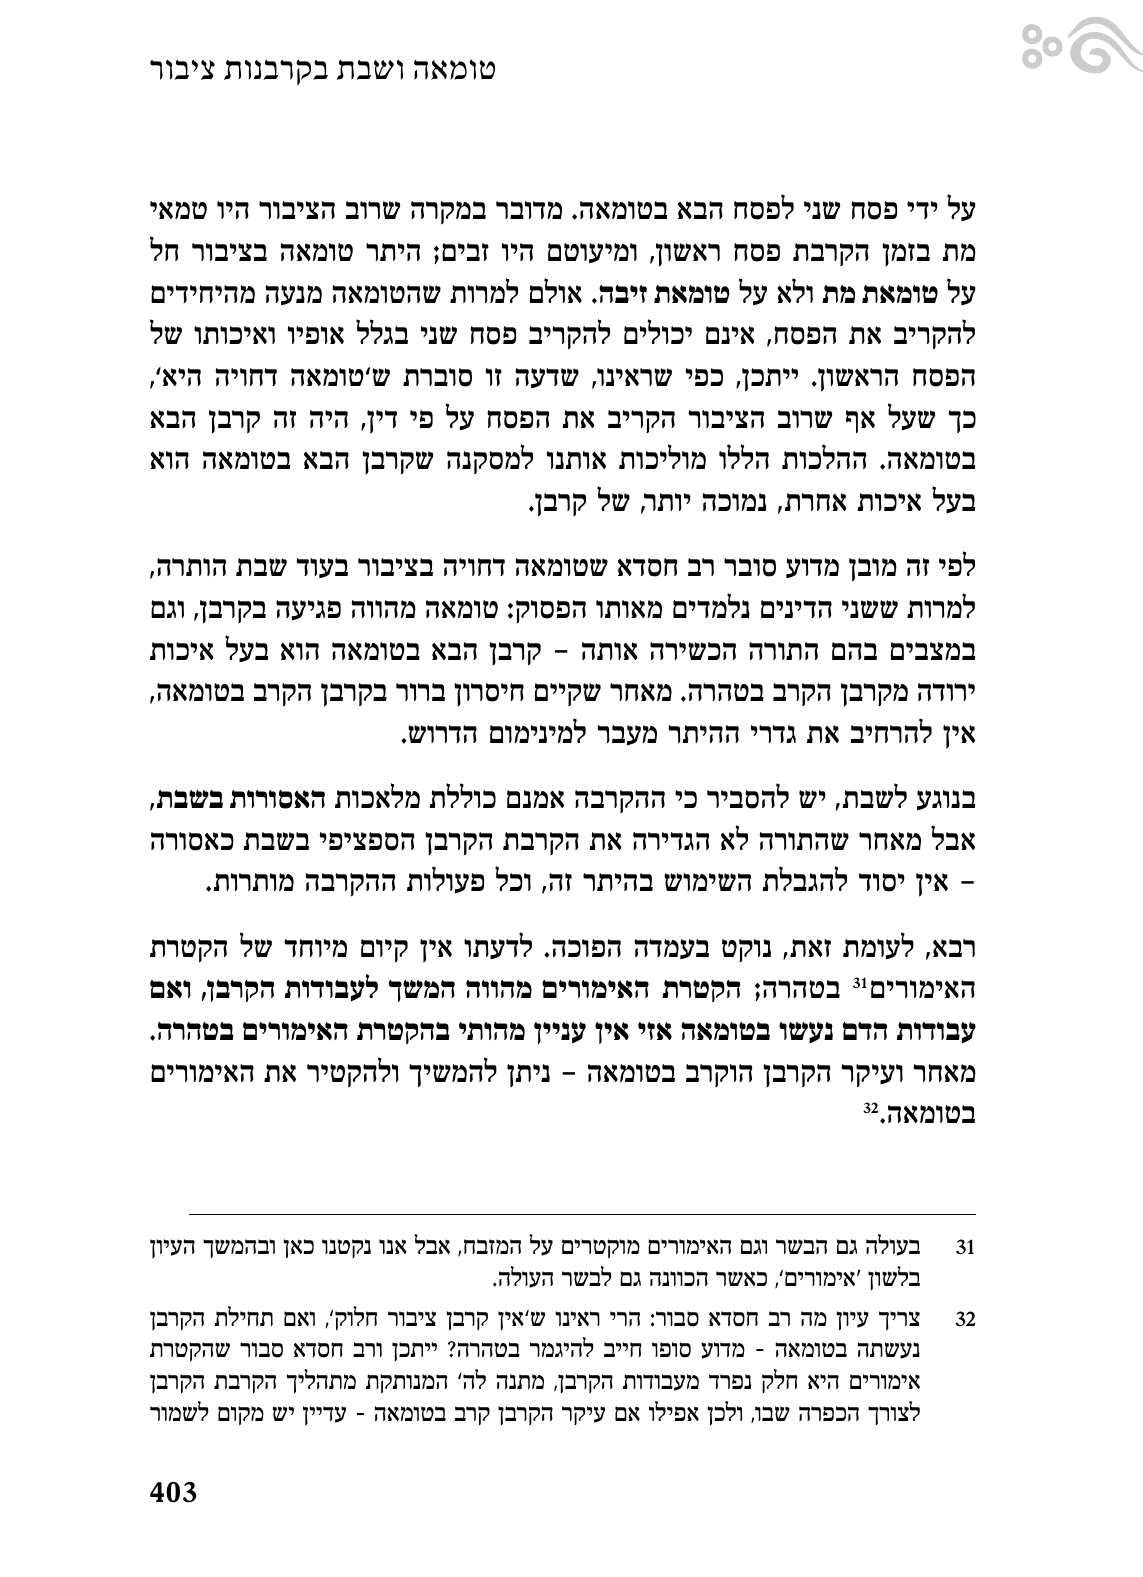 טומאה ושבת בקרבנות ציבור
על ידי פסח שני לפסח הבא בטומאה. מדובר במקרה שרוב הציבור היו טמאי
מת בזמן הקרבת פסח ראשון, ומיעוטם היו זבים; היתר טומאה בציבור חל
על טומאת מת ולא על טומאת זיבה. אולם למרות שהטומאה מנעה מהיחידים
להקריב את הפסח, אינם יכולים להקריב פסח שני בגלל אופיו ואיכותו של
הפסח הראשון. ייתכן, כפי שראינו, שדעה זו סוברת ש'טומאה דחויה היא',
כך שעל אף שרוב הציבור הקריב את הפסח על פי דין, היה זה קרבן הבא
בטומאה. ההלכות הללו מוליכות אותנו למסקנה שקרבן הבא בטומאה הוא
בעל איכות אחרת, נמוכה יותר, של קרבן.
לפי זה מובן מדוע סובר רב חסדא שטומאה דחויה בציבור בעוד שבת הותרה,
למרות ששני הדינים נלמדים מאותו הפסוק: טומאה מהווה פגיעה בקרבן, וגם
במצבים בהם התורה הכשירה אותה – קרבן הבא בטומאה הוא בעל איכות
ירודה מקרבן הקרב בטהרה. מאחר שקיים חיסרון ברור בקרבן הקרב בטומאה,
אין להרחיב את גדרי ההיתר מעבר למינימום הדרוש.
בנוגע לשבת, יש להסביר כי ההקרבה אמנם כוללת מלאכות האסורות בשבת,
אבל מאחר שהתורה לא הגדירה את הקרבת הקרבן הספציפי בשבת כאסורה
– אין יסוד להגבלת השימוש בהיתר זה, וכל פעולות ההקרבה מותרות.
רבא, לעומת זאת, נוקט בעמדה הפוכה. לדעתו אין קיום מיוחד של הקטרת
האימורים31 בטהרה; הקטרת האימורים מהווה המשך לעבודות הקרבן, ואם
עבודות הדם נעשו בטומאה אזי אין עניין מהותי בהקטרת האימורים בטהרה.
מאחר ועיקר הקרבן הוקרב בטומאה – ניתן להמשיך ולהקטיר את האימורים
בטומאה.32
31 בעולה גם הבשר וגם האימורים מוקטרים על המזבח, אבל אנו נקטנו כאן ובהמשך העיון
בלשון 'אימורים', כאשר הכוונה גם לבשר העולה.
32 צריך עיון מה רב חסדא סבור: הרי ראינו ש'אין קרבן ציבור חלוק', ואם תחילת הקרבן
נעשתה בטומאה - מדוע סופו חייב להיגמר בטהרה? ייתכן ורב חסדא סבור שהקטרת
אימורים היא חלק נפרד מעבודות הקרבן, מתנה לה' המנותקת מתהליך הקרבת הקרבן
לצורך הכפרה שבו, ולכן אפילו אם עיקר הקרבן קרב בטומאה - עדיין יש מקום לשמור
403